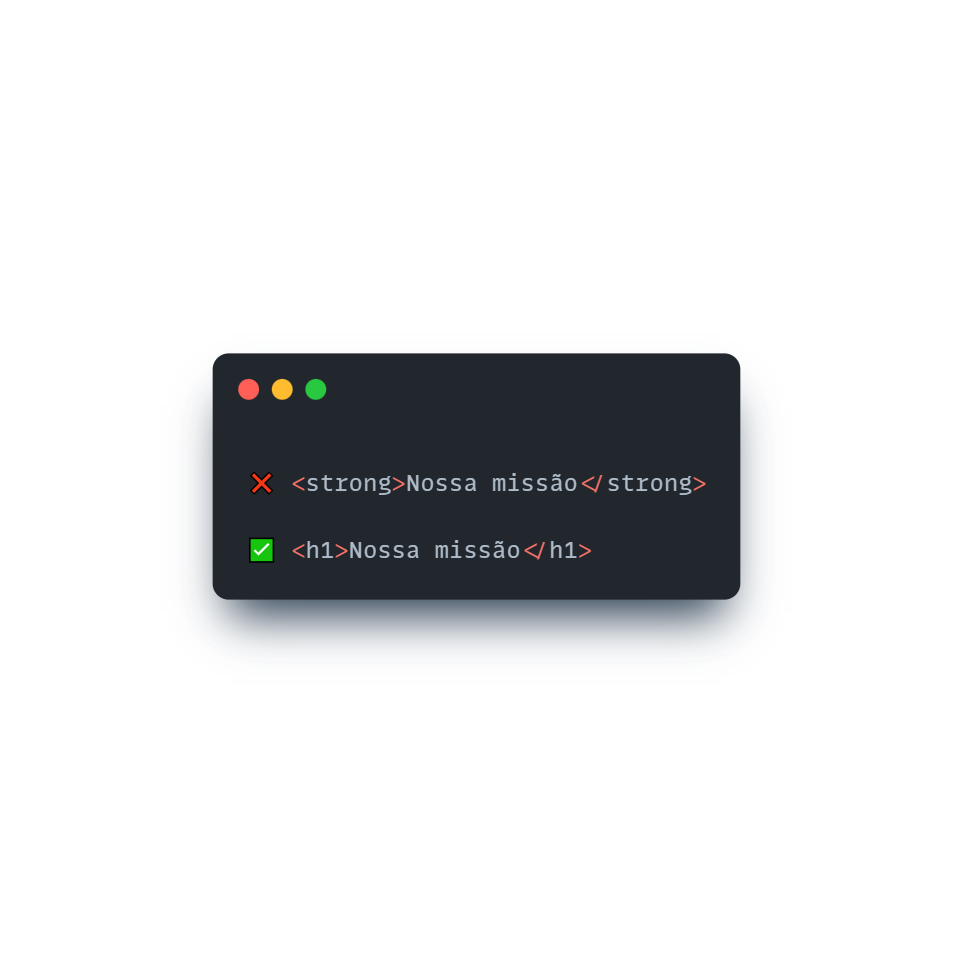 ❌ <strong>Nossa missão</strong>
✅ <h1>Nossa missão</h1>